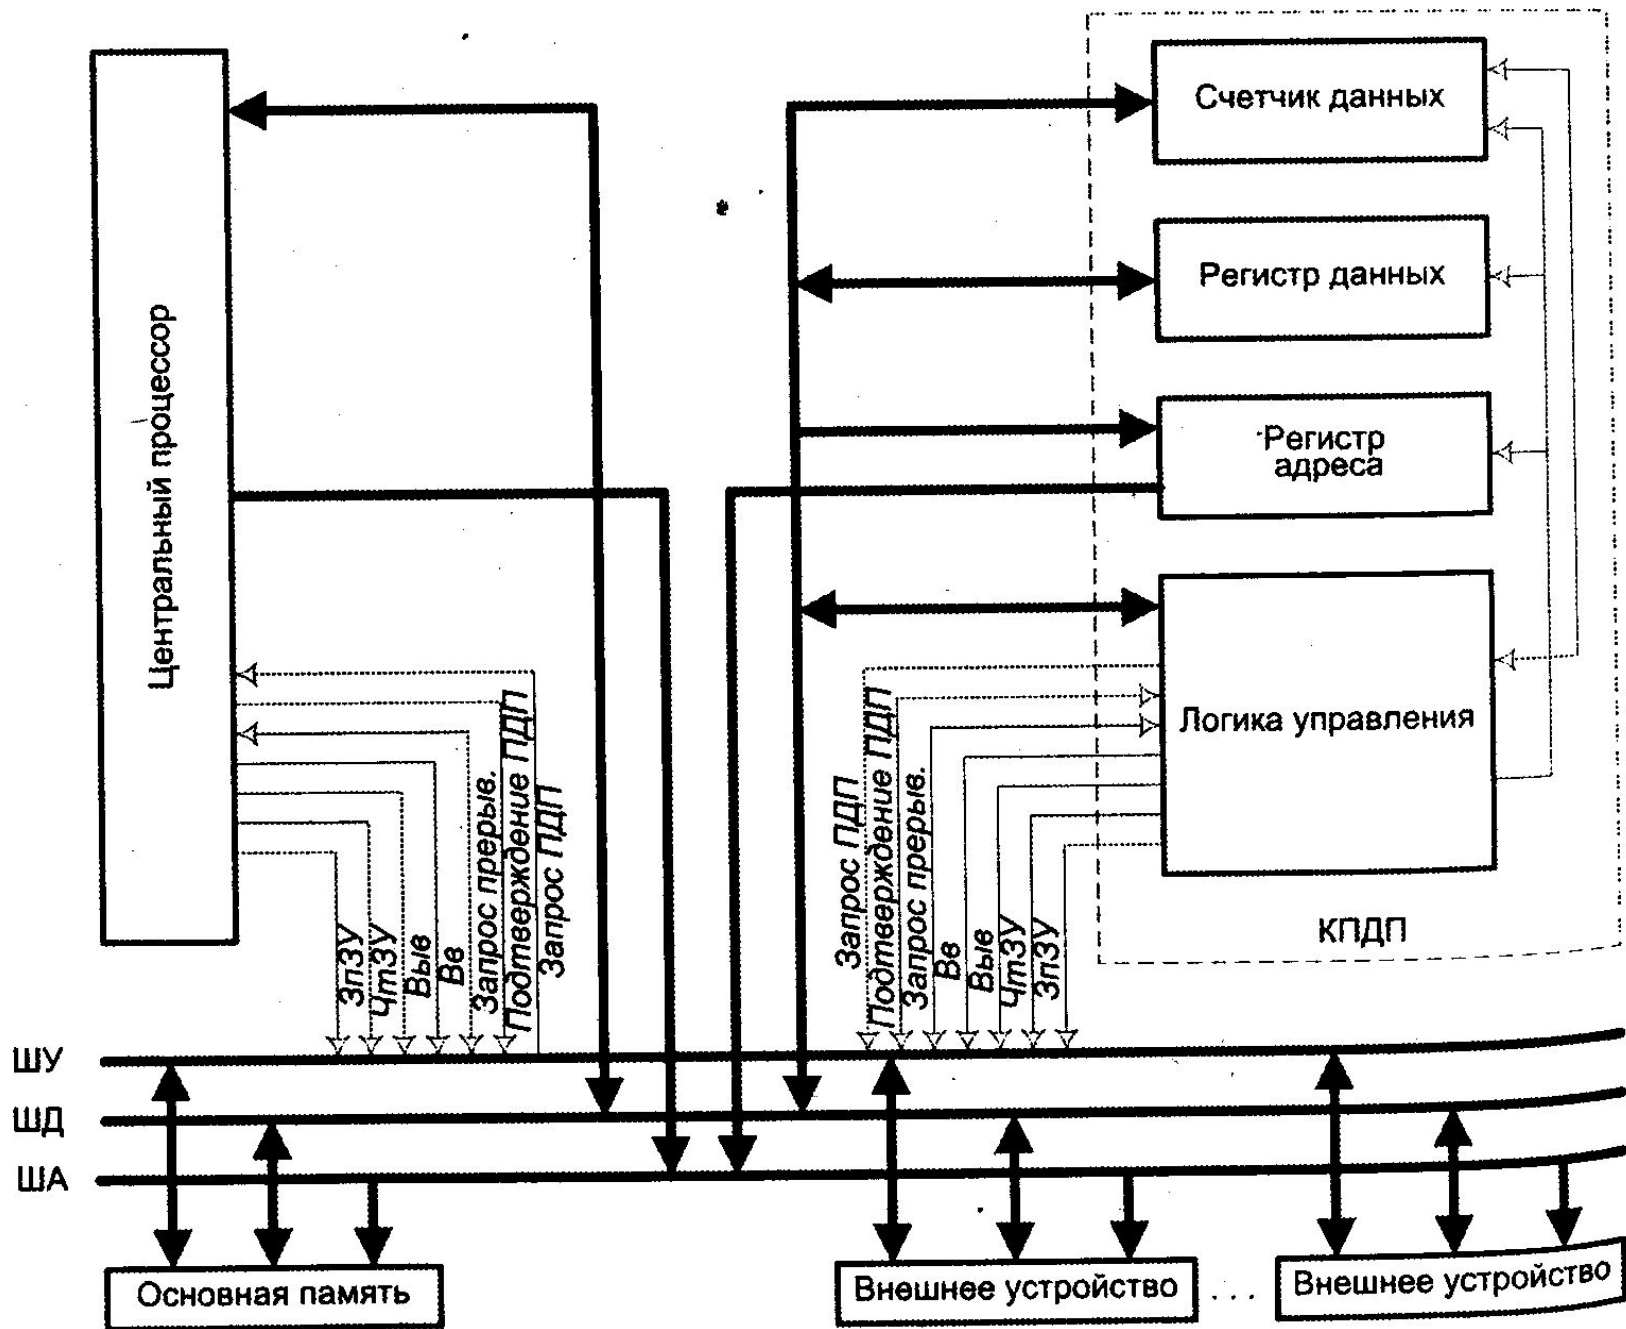 Счетчик данных
Регистр данных
Регистр
адреса
Логика управления
КПДП
Центральный процессор
ЗпЗУ
ЧтЗУ
Выв
Вв
Запрос прерыв.
Подтверждение ПДП
Запрос ПДП
Запрос ПДП
Подтверждение ПДП
Запрос прерыв.
Вв
Выв
ЧтЗУ
ЗпЗУ
ШУ
ШД
ША
Основная память
Внешнее устройство
. . .
Внешнее устройство